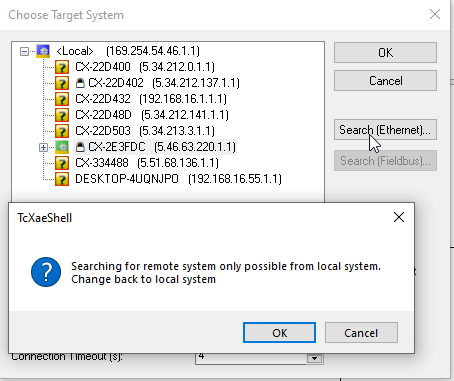 Choose Target System
<Local> (169.254.54.46.1.1)
CX-22D400 (5.34.212.0.1.1)
CX-22D402 (5.34.212.137.1.1)
CX-22D432 (192.168.16.1.1.1)
CX-22D48D (5.34.212.141.1.1)
CX-22D503 (5.34.213.3.1.1)
CX-2E3FDC (5.46.63.220.1.1)
CX-334488 (5.51.68.136.1.1)
DESKTOP-4UQNJPO (192.168.16.55.1.1)
OK
Cancel
Search (Ethernet)...
Search (Fieldbus)...
TcXaeShell
Searching for remote system only possible from local system.
Change back to local system
OK
Cancel
Connection Timeout (s):
4